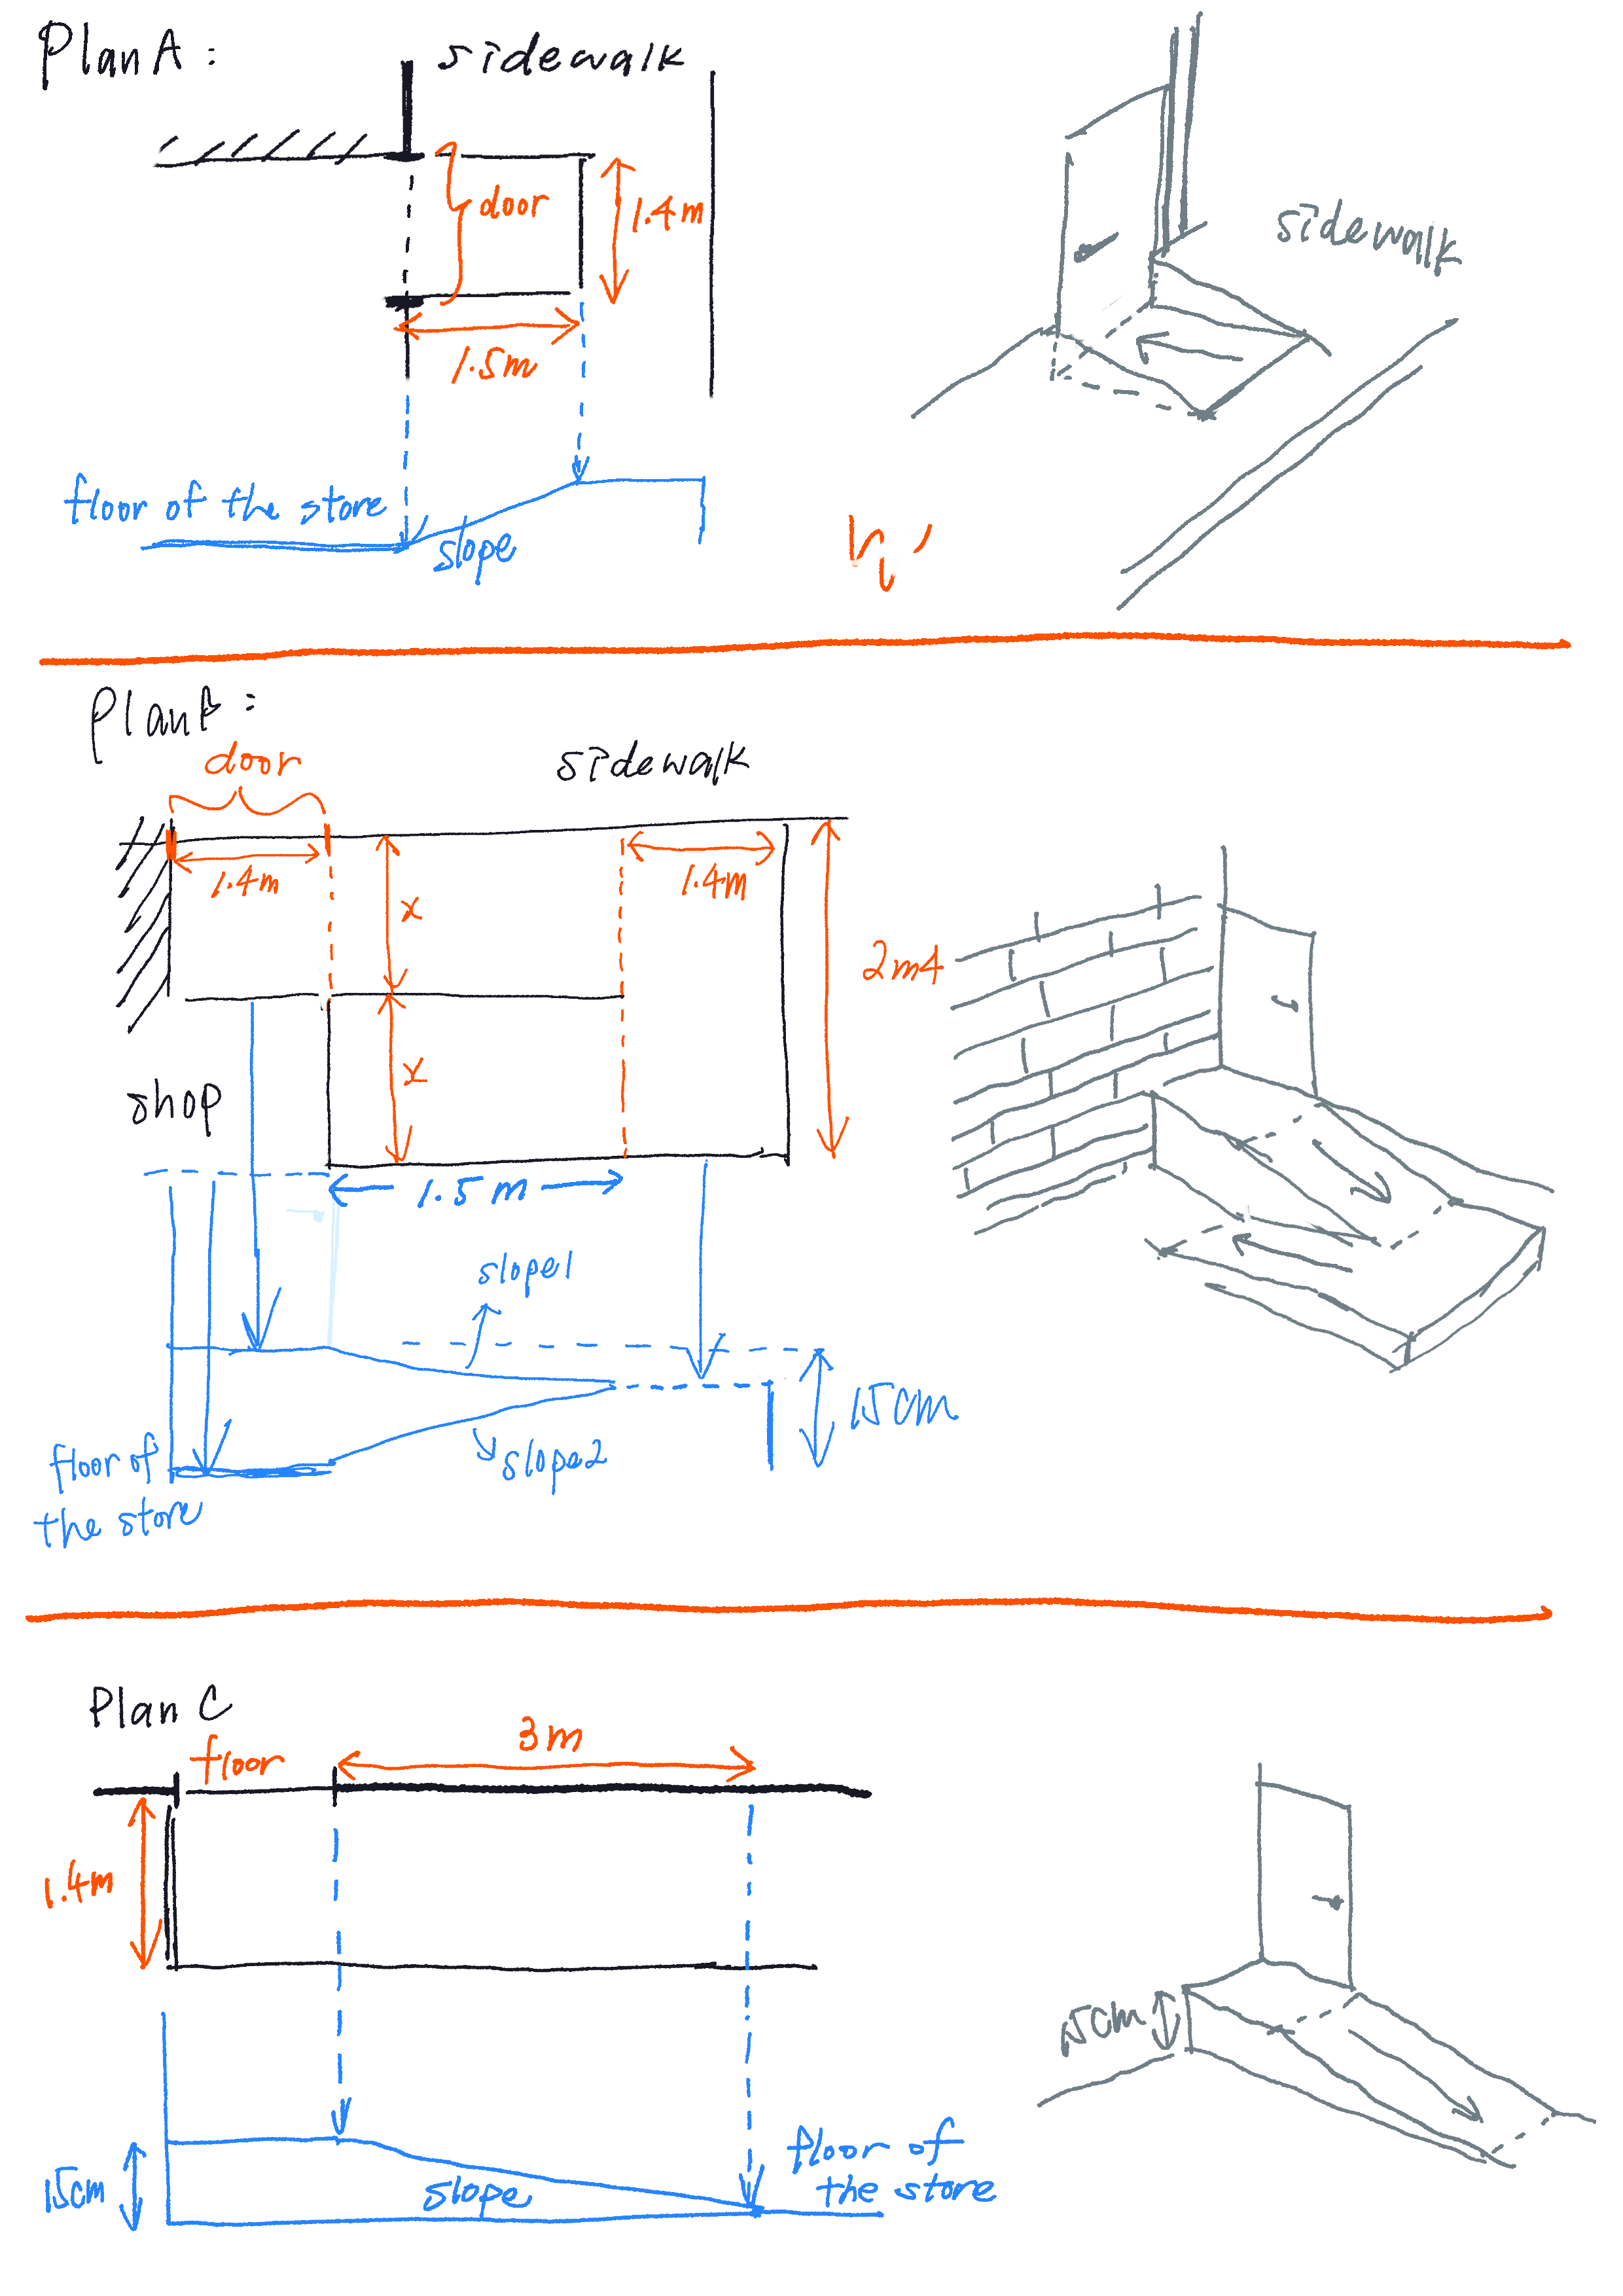 Plan A :
sidewalk
door
1.4m
1.5m
sidewalk
floor of the store
slope
Plan B :
door
sidewalk
1.4m
1.4m
x
2m4
x
shop
1.5m
slope1
15cm
floor of
the store
slope2
Plan C
floor
3m
1.4m
15cm
15cm
slope
floor of
the store